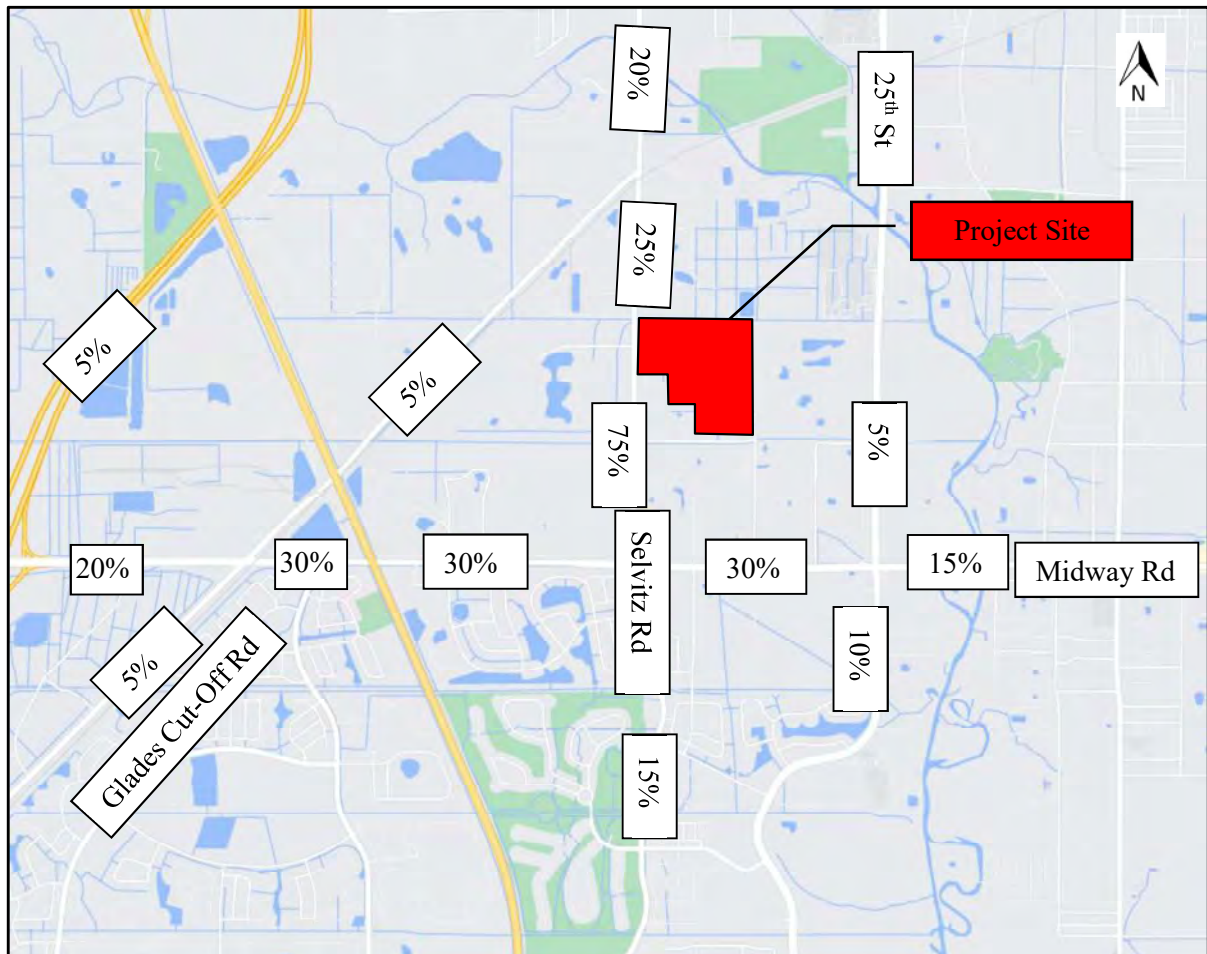 20%
25th St
N
Project Site
25%
5%
5%
75%
5%
Selvitz Rd
20%
30%
30%
30%
15%
Midway Rd
5%
10%
Glades Cut-Off Rd
15%